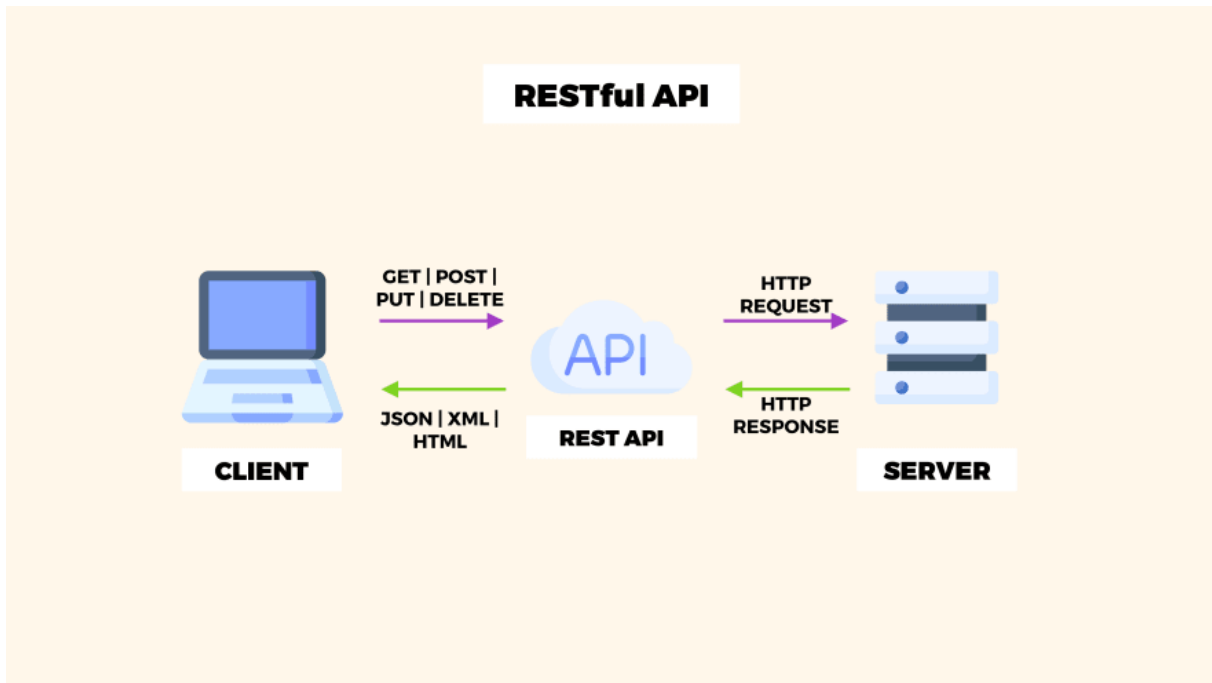 RESTful API
GET | POST |
PUT | DELETE
HTTP
REQUEST
API
JSON | XML |
HTML
HTTP
RESPONSE
REST API
CLIENT
SERVER